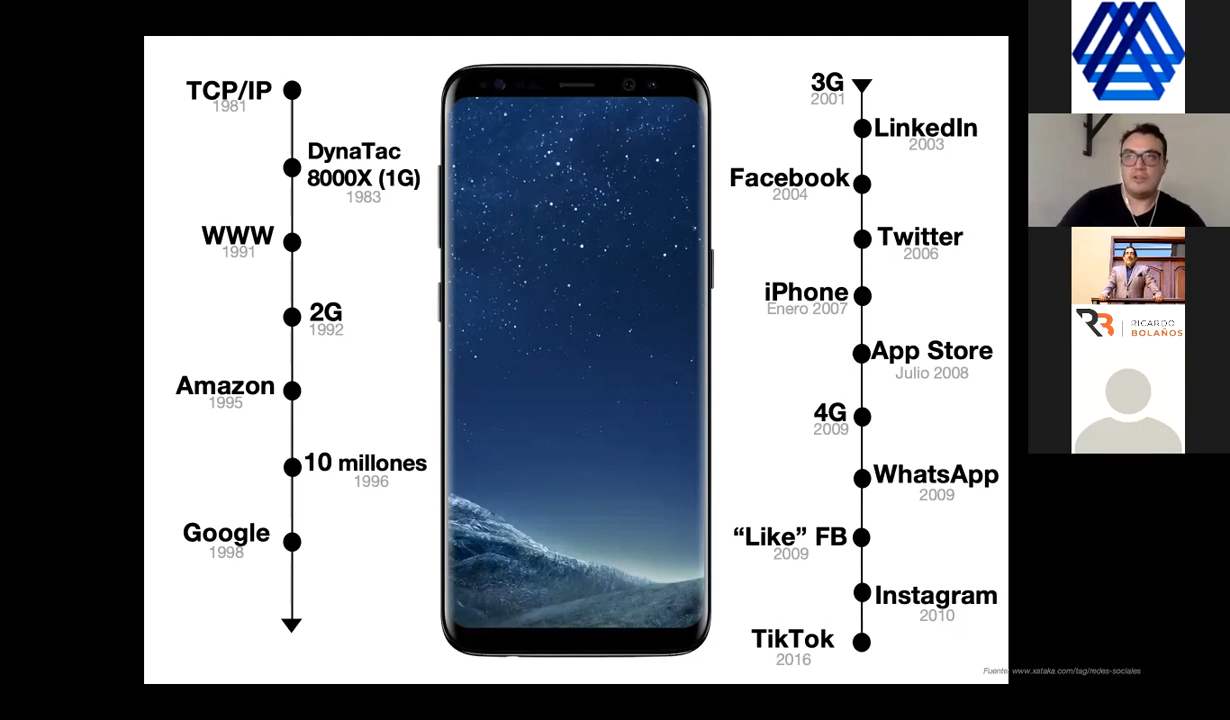 TCP/IP
1981
DynaTac
8000X (1G)
1983
WWW
1991
2G
1992
Amazon
1995
10 millones
1996
Google
1998
3G
2001
LinkedIn
2003
Facebook
2004
Twitter
2006
iPhone
Enero 2007
App Store
Julio 2008
4G
2009
WhatsApp
2009
“Like” FB
2009
Instagram
2010
TikTok
2016
Fuente: www.xataka.com/tag/redes-sociales
RICARDO
BOLAÑOS